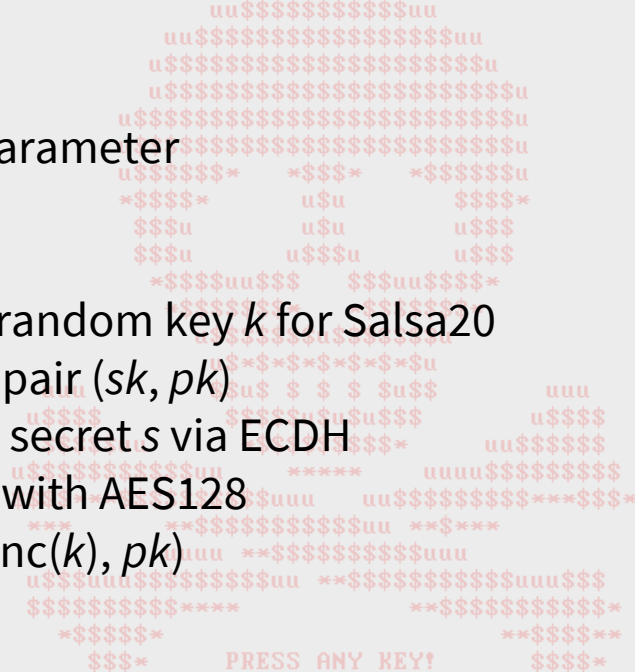 arameter
random key k for Salsa20
pair (sk, pk)
secret s via ECDH
with AES128
nc(k), pk)
PRESS ANY KEY!